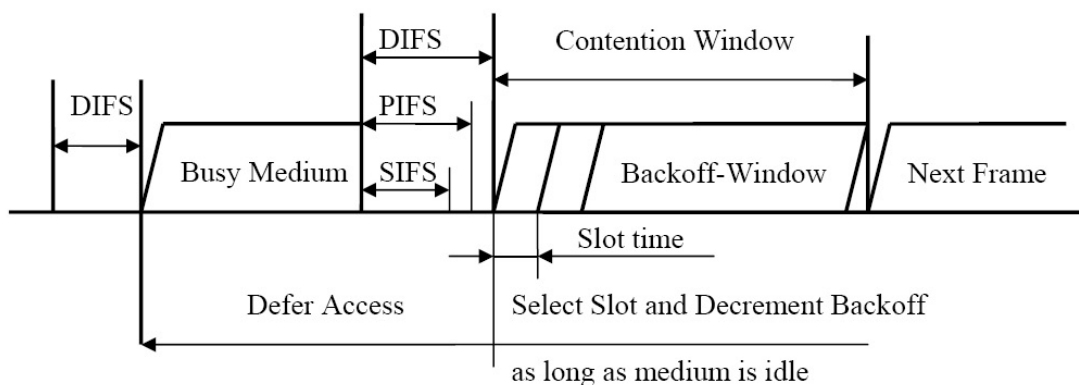 DIFS
Contention Window
DIFS
PIFS
Busy Medium
SIFS
Backoff-Window
Next Frame
Slot time
Defer Access
Select Slot and Decrement Backoff
as long as medium is idle